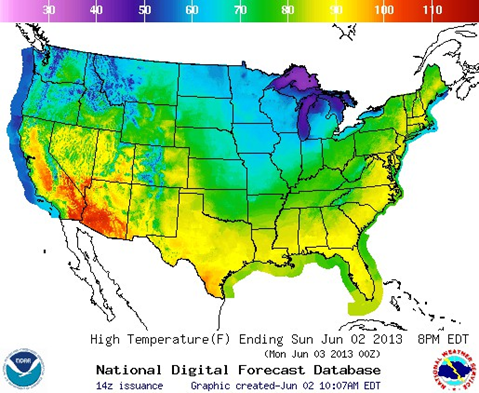 30 40 50 60 70 80 90 100 110
High Temperature(F) Ending Sun Jun 02 2013 8PM EDT
(Mon Jun 03 2013 00Z)
National Digital Forecast Database
14z issuance Graphic created-Jun 02 10:07AM EDT
NOAA
NATIONAL WEATHER SERVICE